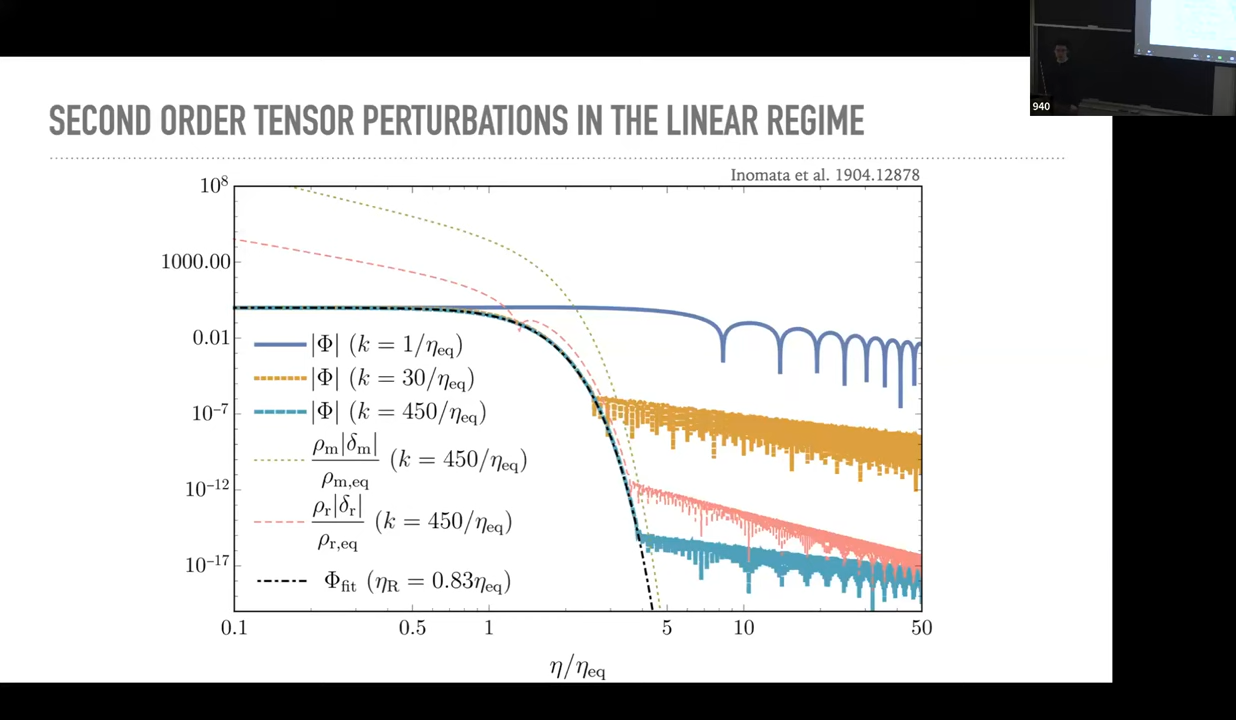 940
SECOND ORDER TENSOR PERTURBATIONS IN THE LINEAR REGIME
Inomata et al. 1904.12878
10⁸
1000.00
0.01
10⁻⁷
10⁻¹²
10⁻¹⁷
|Φ| (k = 1/η_eq)
|Φ| (k = 30/η_eq)
|Φ| (k = 450/η_eq)
ρ_m|δ_m|/ρ_m,eq (k = 450/η_eq)
ρ_r|δ_r|/ρ_r,eq (k = 450/η_eq)
Φ_fit (η_R = 0.83η_eq)
0.1 0.5 1 5 10 50
η/η_eq